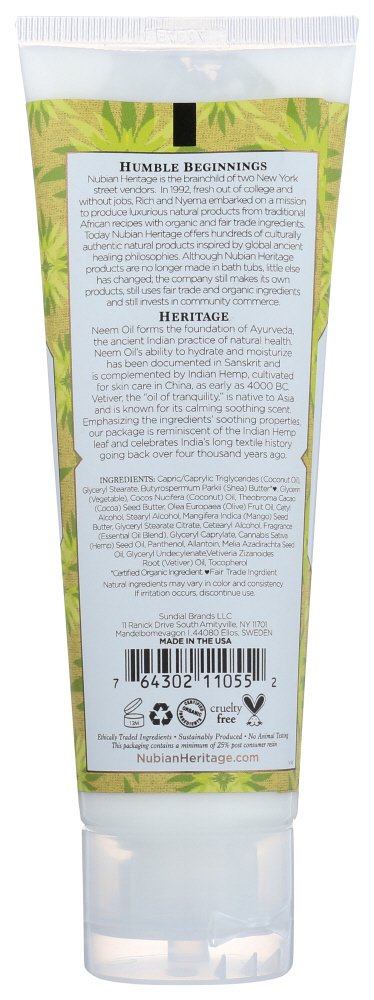 HUMBLE BEGINNINGS
Nubian Heritage is the brainchild of two New York
street vendors. In 1992, fresh out of college and
without jobs, Rich and Nyema embarked on a mission
to produce luxurious natural products from traditional
African recipes with organic and fair trade ingredients.
Today Nubian Heritage offers hundreds of culturally
authentic natural products inspired by global ancient
healing philosophies. Although Nubian Heritage
products are no longer made in bath tubs, little else
has changed; the company still makes its own
products, still uses fair trade and organic ingredients
and still invests in community commerce.
HERITAGE
Neem Oil forms the foundation of Ayurveda,
the ancient Indian practice of natural health.
Neem Oil's ability to hydrate and moisturize
has been documented in Sanskrit and
is complemented by Indian Hemp, cultivated
for skin care in China, as early as 4000 BC.
Vetiver, the "oil of tranquility," is native to Asia
and is known for its calming soothing scent.
Emphasizing the ingredients' soothing properties,
our package is reminiscent of the Indian Hemp
leaf and celebrates India's long textile history
going back over four thousand years ago.
INGREDIENTS: Capric/Caprylic Triglycerides (Coconut Oil),
Glyceryl Stearate, Butyrospermum Parkii (Shea) Butter*♥, Glycerin
(Vegetable), Cocos Nucifera (Coconut) Oil, Theobroma Cacao
(Cocoa) Seed Butter, Olea Europaea (Olive) Fruit Oil, Cetyl
Alcohol, Stearyl Alcohol, Mangifera Indica (Mango) Seed
Butter, Glyceryl Stearate Citrate, Cetearyl Alcohol, Fragrance
(Essential Oil Blend), Glyceryl Caprylate, Cannabis Sativa
(Hemp) Seed Oil, Panthenol, Allantoin, Melia Azadirachta Seed
Oil, Glyceryl Undecylenate,Vetiveria Zizanoides
Root (Vetiver) Oil, Tocopherol
*Certified Organic Ingredient ♥Fair Trade Ingrdient
Natural ingredients may vary in color and consistency.
If irritation occurs, discontinue use.
Sundial Brands LLC
11 Ranick Drive South Amityville, NY 11701
Mandelblomevagon 1 :44080 Ellos, SWEDEN
MADE IN THE USA
7 64302 11055 2
12M
CERTIFIED ORGANIC INGREDIENTS
cruelty
free
Ethically Traded Ingredients • Sustainably Produced • No Animal Testing
This packaging contains a minimum of 25% post consumer resin
NubianHeritage.com